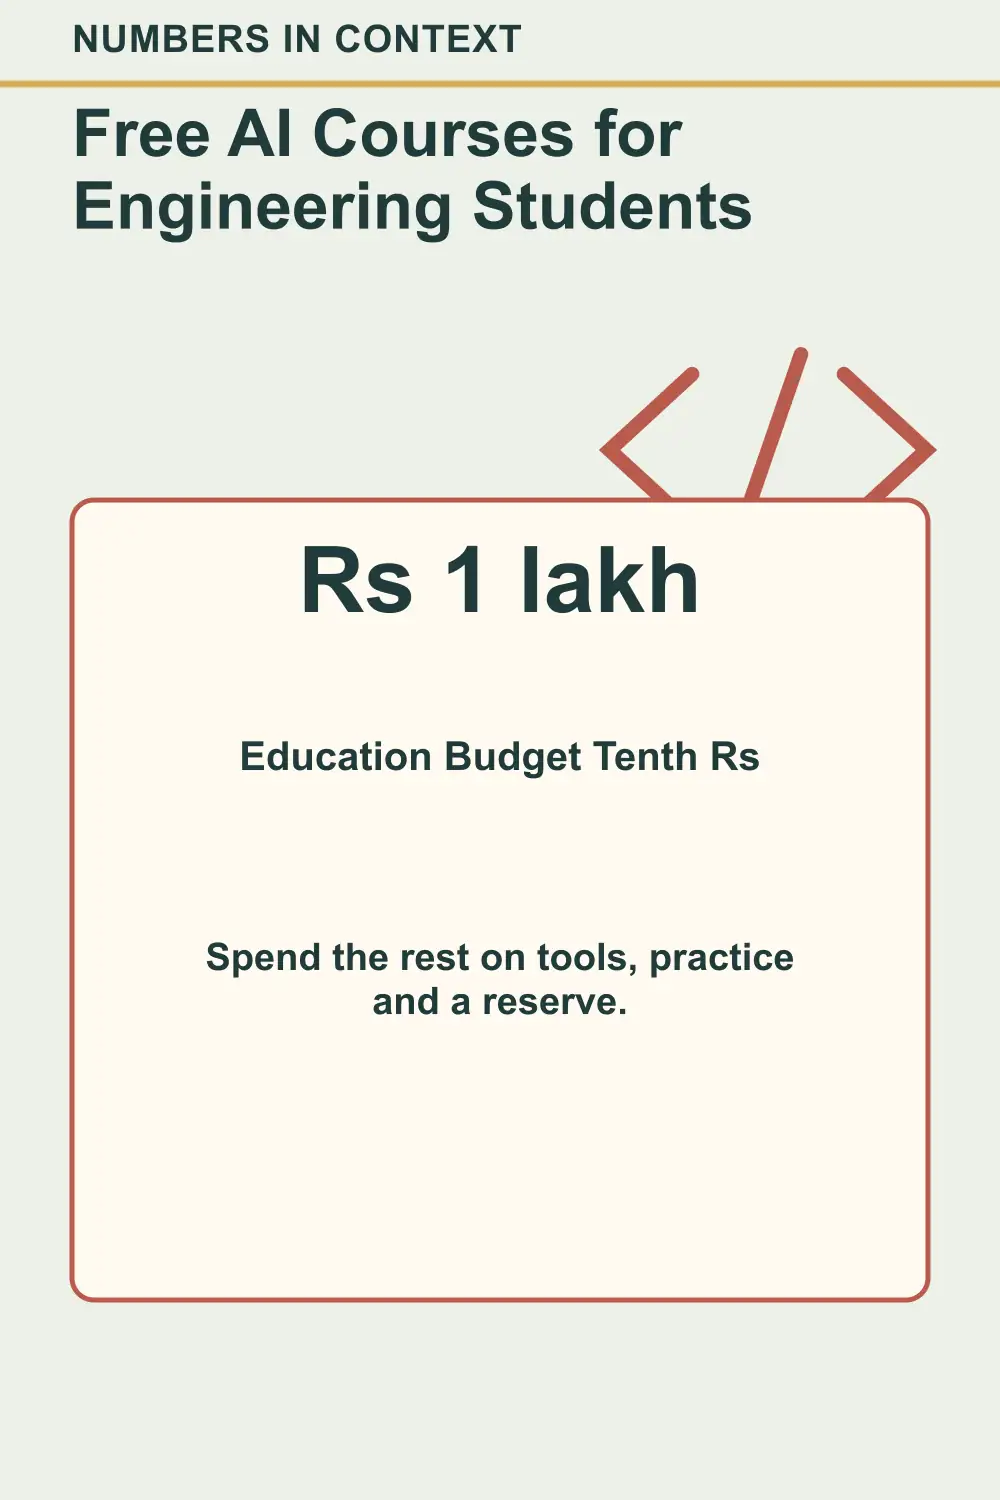 NUMBERS IN CONTEXT
Free AI Courses for
Engineering Students
Rs 1 lakh
Education Budget Tenth Rs
Spend the rest on tools, practice
and a reserve.